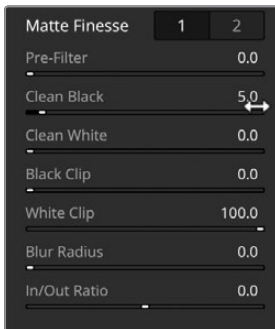 Matte Finesse 1 2
Pre-Filter 0.0
Clean Black 5.0
Clean White 0.0
Black Clip 0.0
White Clip 100.0
Blur Radius 0.0
In/Out Ratio 0.0